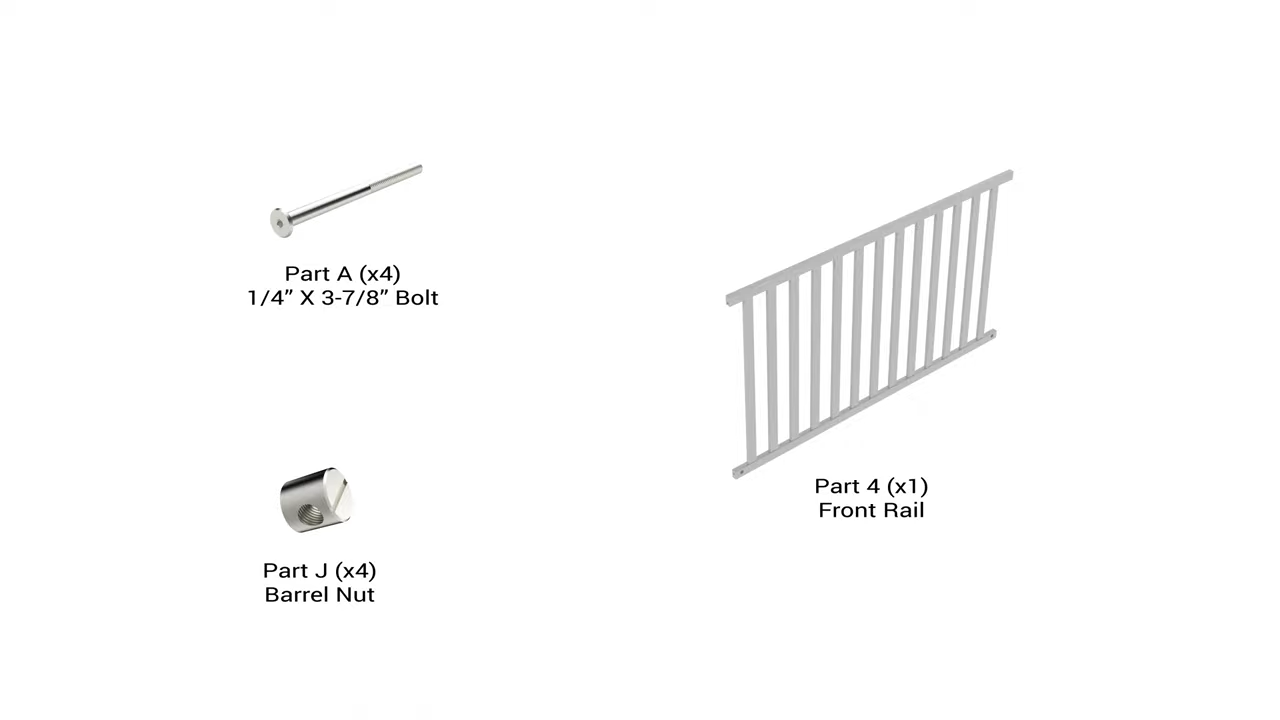 Part A (x4)
1/4” X 3-7/8” Bolt
Part 4 (x1)
Front Rail
Part J (x4)
Barrel Nut